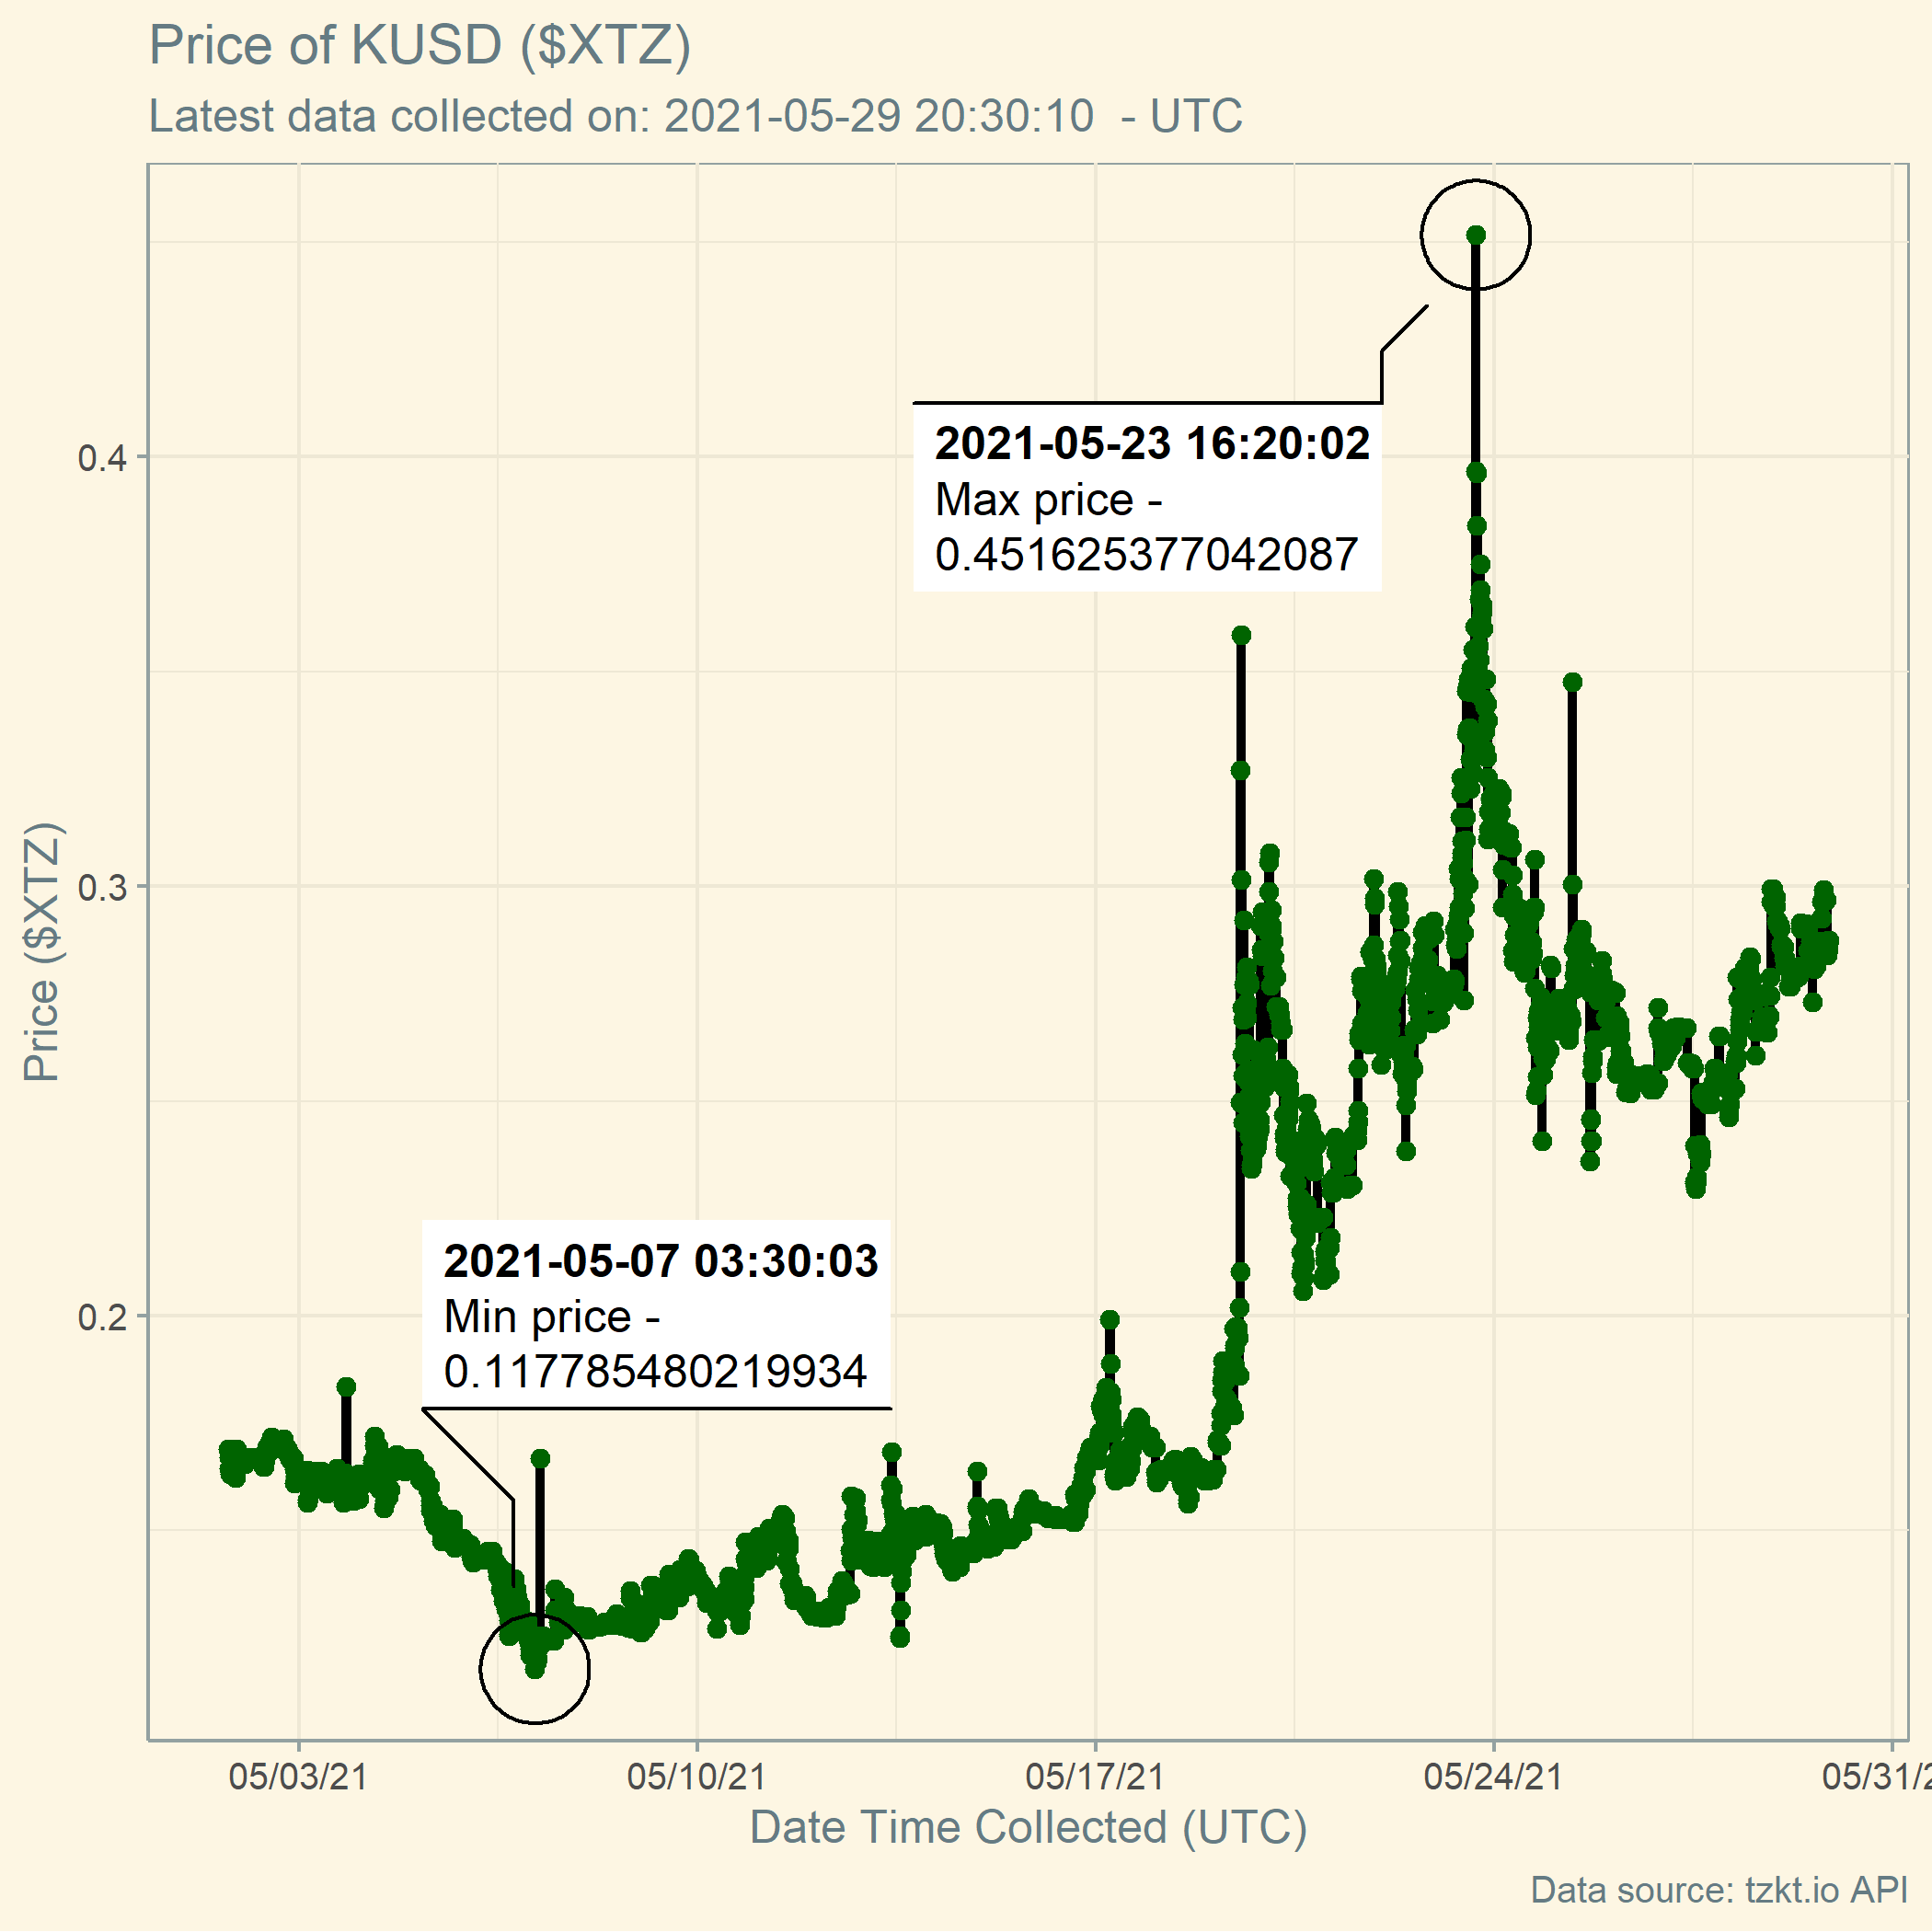 Price of KUSD ($XTZ)
Latest data collected on: 2021-05-29 20:30:10  - UTC
2021-05-23 16:20:02
Max price -
0.451625377042087
0.4
0.3
Price ($XTZ)
2021-05-07 03:30:03
Min price -
0.117785480219934
0.2
05/03/21
05/10/21
05/17/21
05/24/21
05/31/2
Date Time Collected (UTC)
Data source: tzkt.io API